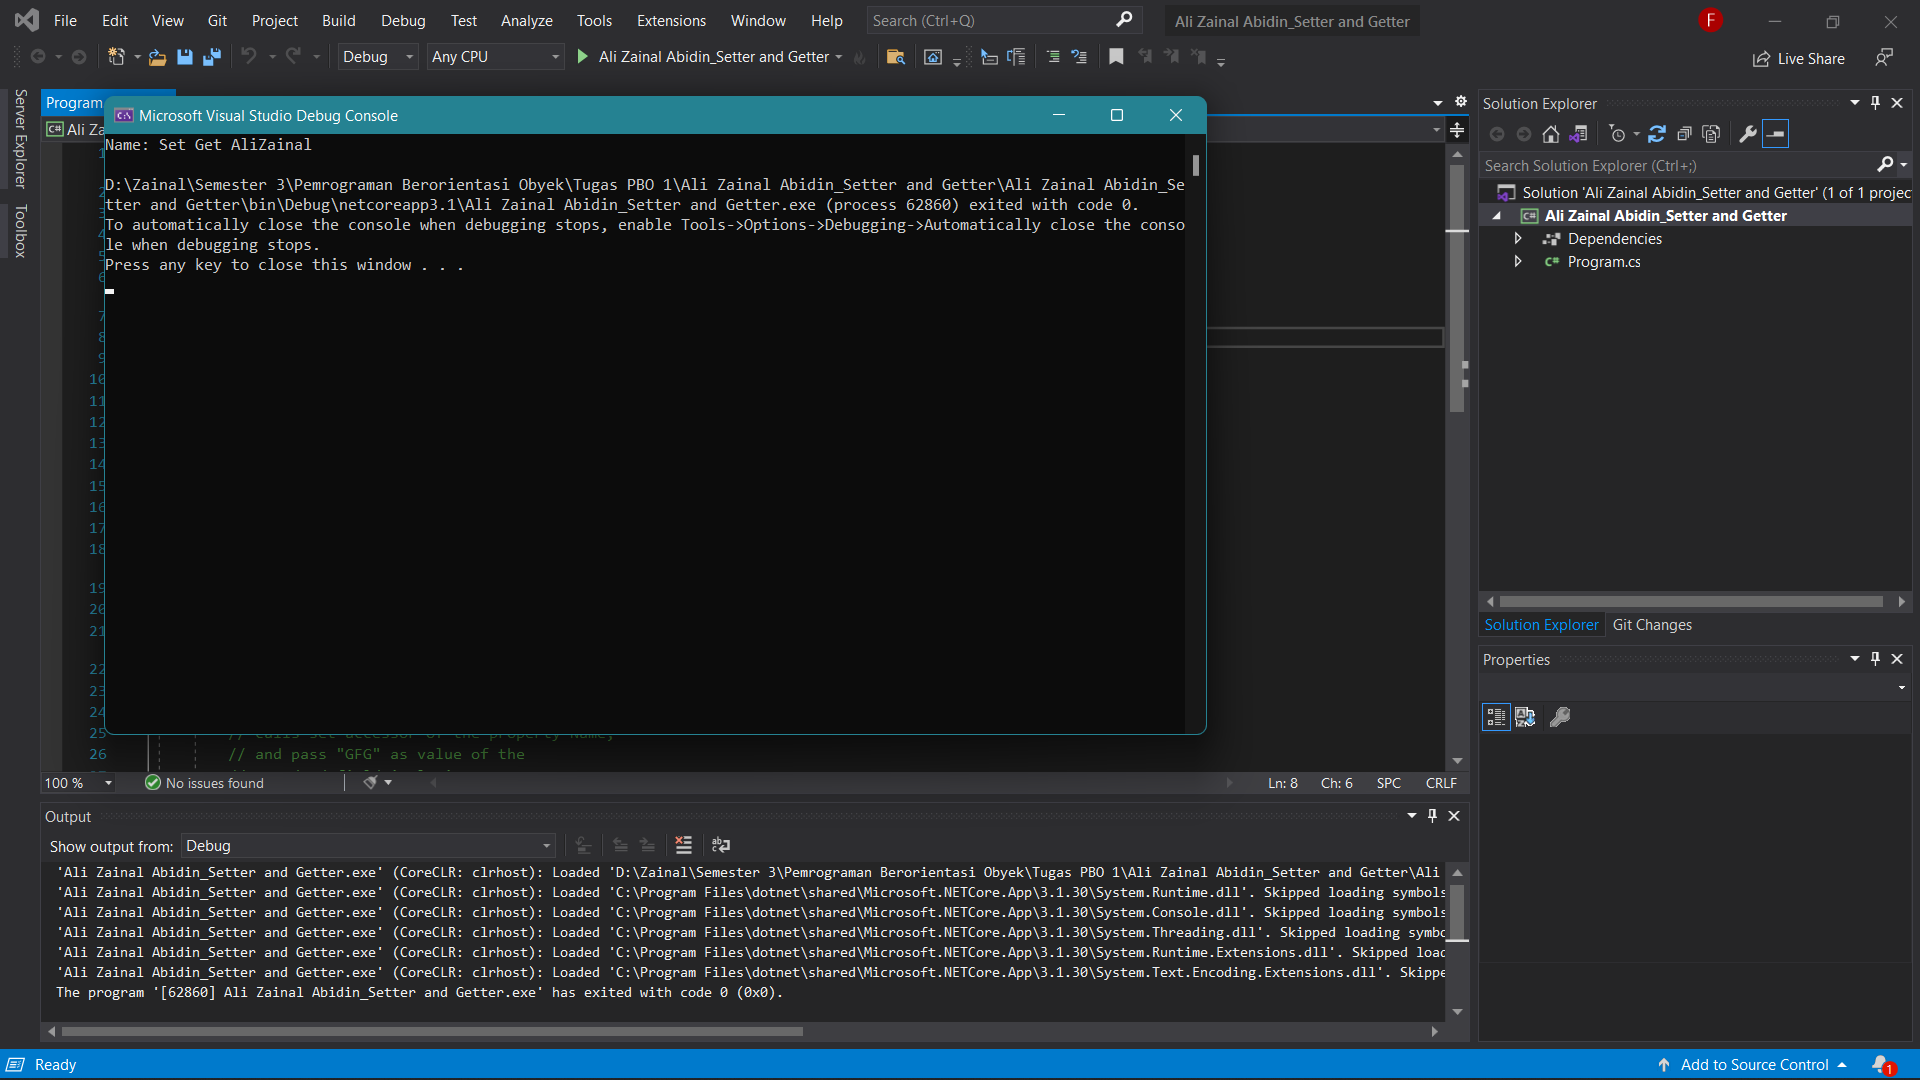 File Edit View Git Project Build Debug Test Analyze Tools Extensions Window Help Search (Ctrl+Q) Ali Zainal Abidin_Setter and Getter F
Debug Any CPU Ali Zainal Abidin_Setter and Getter Live Share
Server Explorer
Toolbox
Program
Ali Za
Microsoft Visual Studio Debug Console
Name: Set Get AliZainal
D:\Zainal\Semester 3\Pemrograman Berorientasi Obyek\Tugas PBO 1\Ali Zainal Abidin_Setter and Getter\Ali Zainal Abidin_Se
tter and Getter\bin\Debug\netcoreapp3.1\Ali Zainal Abidin_Setter and Getter.exe (process 62860) exited with code 0.
To automatically close the console when debugging stops, enable Tools->Options->Debugging->Automatically close the conso
le when debugging stops.
Press any key to close this window . . .
7
8
9
10
11
12
13
14
15
16
17
18
19
20
21
22
23
24
25 // calls set accessor of the property Name,
26 // and pass "GFG" as value of the
100 % No issues found Ln: 8 Ch: 6 SPC CRLF
Output
Show output from: Debug
'Ali Zainal Abidin_Setter and Getter.exe' (CoreCLR: clrhost): Loaded 'D:\Zainal\Semester 3\Pemrograman Berorientasi Obyek\Tugas PBO 1\Ali Zainal Abidin_Setter and Getter\Ali
'Ali Zainal Abidin_Setter and Getter.exe' (CoreCLR: clrhost): Loaded 'C:\Program Files\dotnet\shared\Microsoft.NETCore.App\3.1.30\System.Runtime.dll'. Skipped loading symbols
'Ali Zainal Abidin_Setter and Getter.exe' (CoreCLR: clrhost): Loaded 'C:\Program Files\dotnet\shared\Microsoft.NETCore.App\3.1.30\System.Console.dll'. Skipped loading symbols
'Ali Zainal Abidin_Setter and Getter.exe' (CoreCLR: clrhost): Loaded 'C:\Program Files\dotnet\shared\Microsoft.NETCore.App\3.1.30\System.Threading.dll'. Skipped loading symbo
'Ali Zainal Abidin_Setter and Getter.exe' (CoreCLR: clrhost): Loaded 'C:\Program Files\dotnet\shared\Microsoft.NETCore.App\3.1.30\System.Runtime.Extensions.dll'. Skipped load
'Ali Zainal Abidin_Setter and Getter.exe' (CoreCLR: clrhost): Loaded 'C:\Program Files\dotnet\shared\Microsoft.NETCore.App\3.1.30\System.Text.Encoding.Extensions.dll'. Skippe
The program '[62860] Ali Zainal Abidin_Setter and Getter.exe' has exited with code 0 (0x0).
Solution Explorer
Search Solution Explorer (Ctrl+;)
Solution 'Ali Zainal Abidin_Setter and Getter' (1 of 1 projec
C# Ali Zainal Abidin_Setter and Getter
Dependencies
C# Program.cs
Solution Explorer Git Changes
Properties
Ready Add to Source Control 1